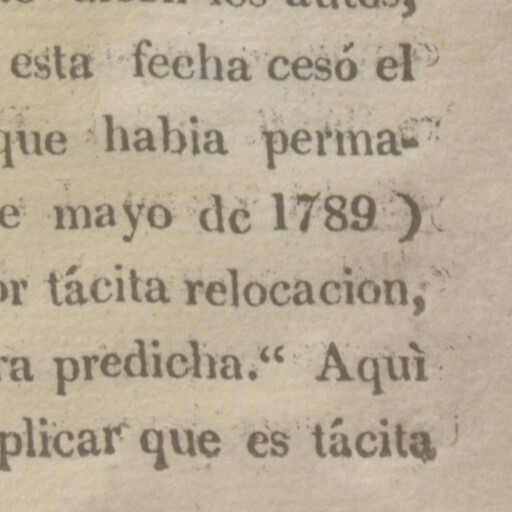 esta fecha cesó el
que habia perma-
e mayo de 1789 )
or tácita relocacion,
ra predicha.“ Aquì
plicar que es tácita